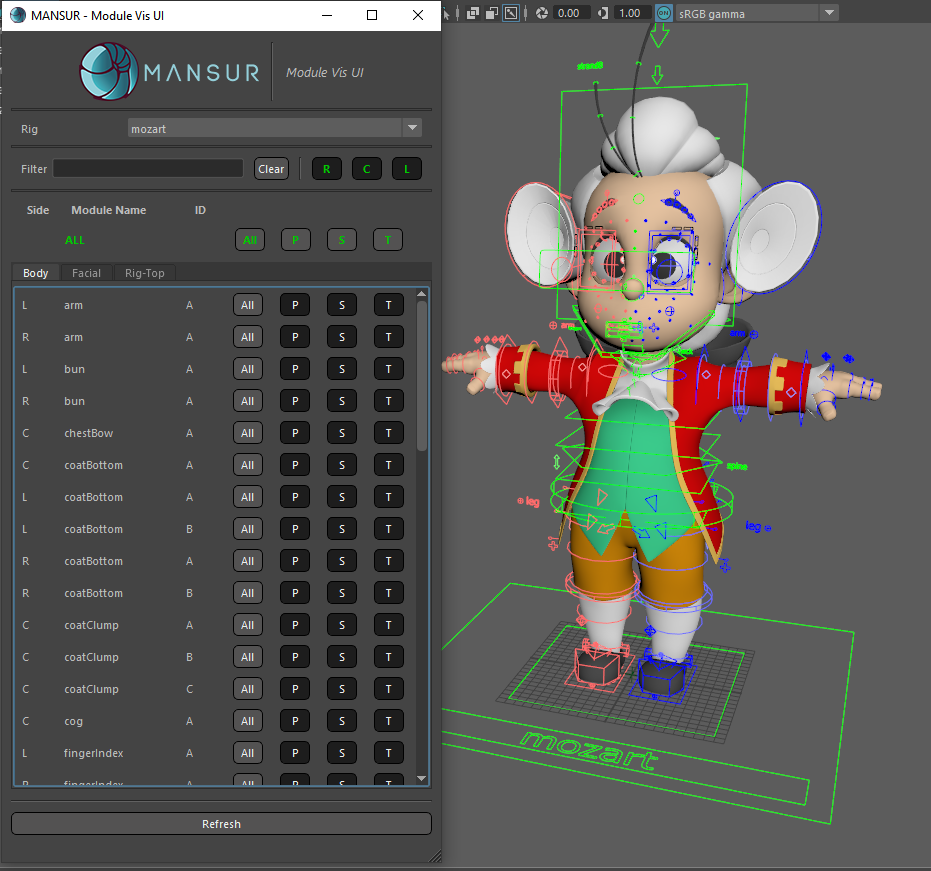 MANSUR - Module Vis UI
0.00
1.00
ON
sRGB gamma
MANSUR
Module Vis UI
Rig
mozart
Filter
Clear
R
C
L
Side Module Name ID
ALL All P S T
Body Facial Rig-Top
L arm A All P S T
R arm A All P S T
L bun A All P S T
R bun A All P S T
C chestBow A All P S T
C coatBottom A All P S T
L coatBottom A All P S T
L coatBottom B All P S T
R coatBottom A All P S T
R coatBottom B All P S T
C coatClump A All P S T
C coatClump B All P S T
C coatClump C All P S T
C cog A All P S T
L fingerIndex A All P S T
R fingerIndex A All P S T
Refresh
arm
spine
leg
leg
mozart